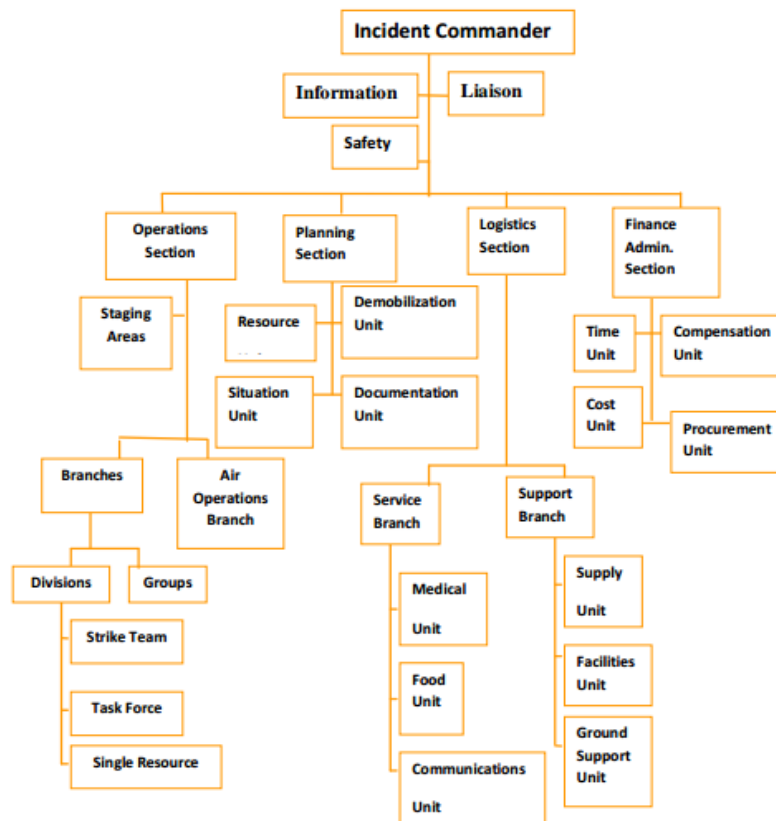 Incident Commander
Information
Liaison
Safety
Operations
Section
Planning
Section
Logistics
Section
Finance
Admin.
Section
Staging
Areas
Resource
Demobilization
Unit
Situation
Unit
Documentation
Unit
Time
Unit
Compensation
Unit
Cost
Unit
Procurement
Unit
Branches
Air
Operations
Branch
Service
Branch
Support
Branch
Divisions
Groups
Strike Team
Task Force
Single Resource
Medical
Unit
Food
Unit
Communications
Unit
Supply
Unit
Facilities
Unit
Ground
Support
Unit